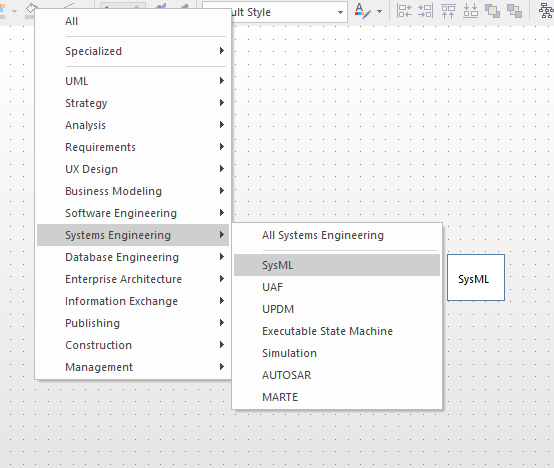 ult Style
All
Specialized
UML
Strategy
Analysis
Requirements
UX Design
Business Modeling
Software Engineering
Systems Engineering
Database Engineering
Enterprise Architecture
Information Exchange
Publishing
Construction
Management
All Systems Engineering
SysML
UAF
UPDM
Executable State Machine
Simulation
AUTOSAR
MARTE
SysML